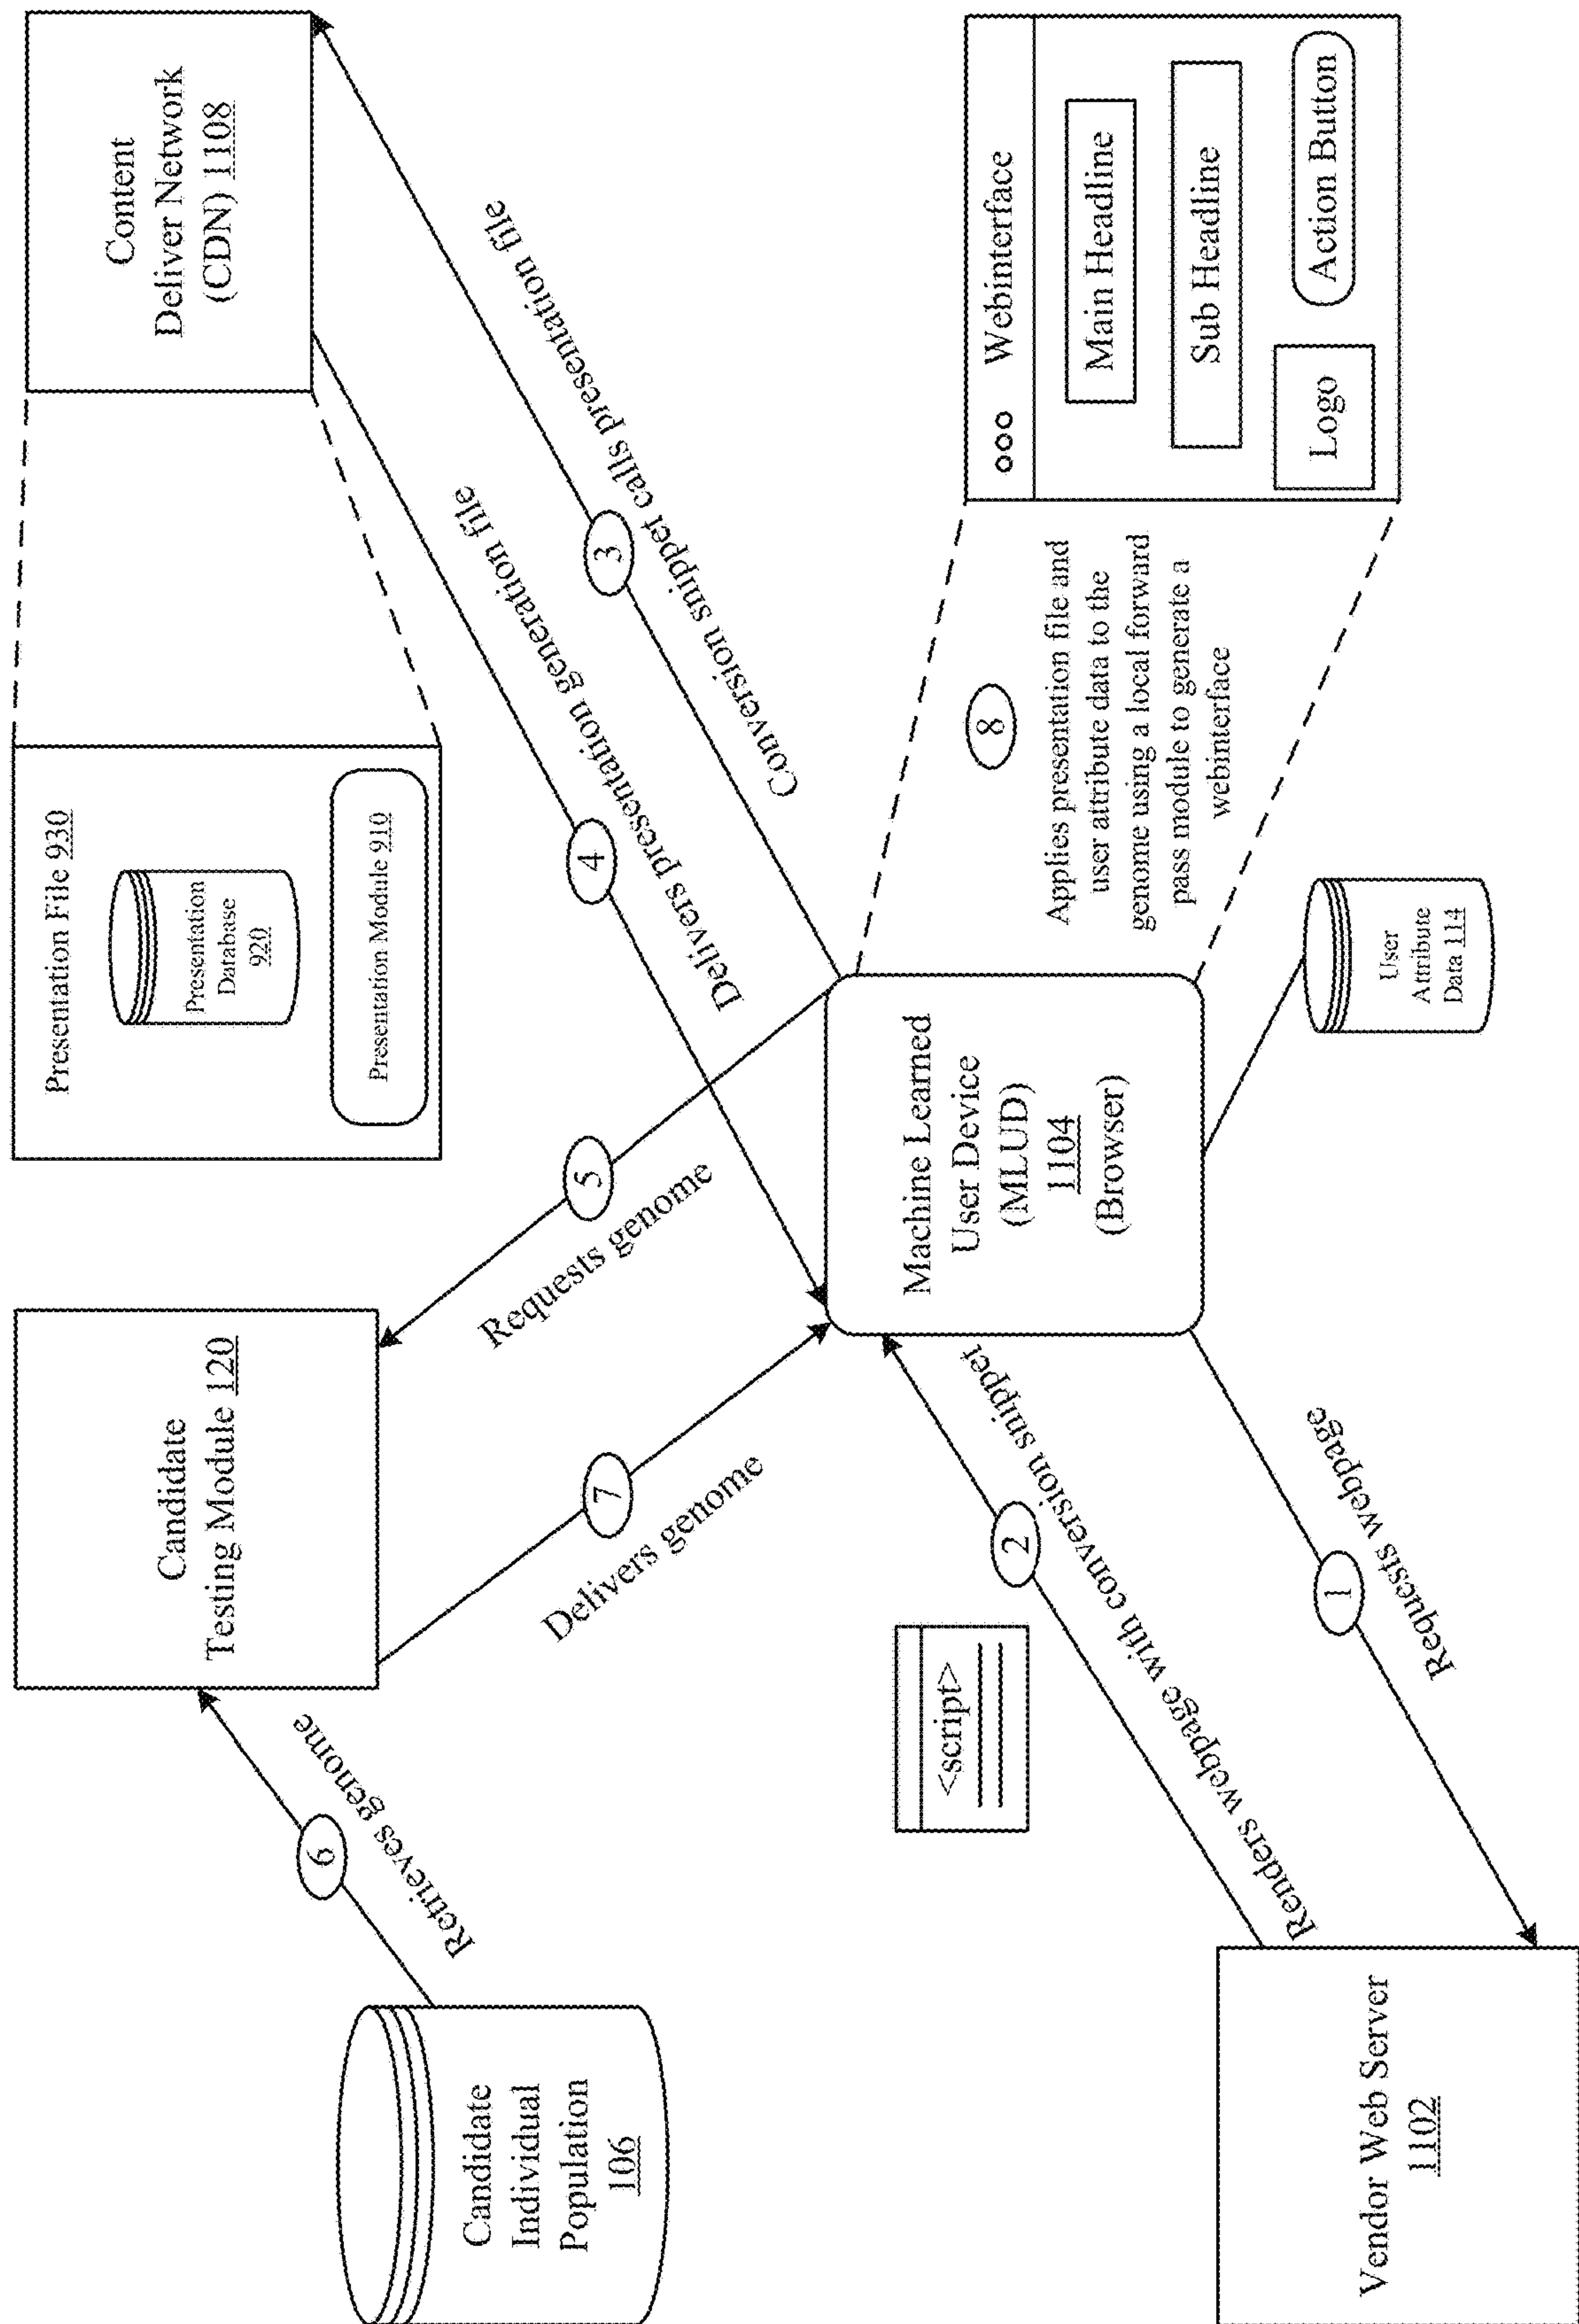 Candidate
Individual
Population
106
6
Retrieves genome
Candidate
Testing Module 120
7
Delivers genome
5
Requests genome
Presentation File 930
Presentation
Database
920
Presentation Module 910
Content
Deliver Network
(CDN) 1108
4
Delivers presentation generation file
3
Conversion snippet calls presentation file
Vendor Web Server
1102
<script>
2
Renders webpage with conversion snippet
1
Requests webpage
Machine Learned
User Device
(MLUD)
1104
(Browser)
User
Attribute
Data 114
8
Applies presentation file and
user attribute data to the
genome using a local forward
pass module to generate a
webinterface
Webinterface
Main Headline
Sub Headline
Logo
Action Button